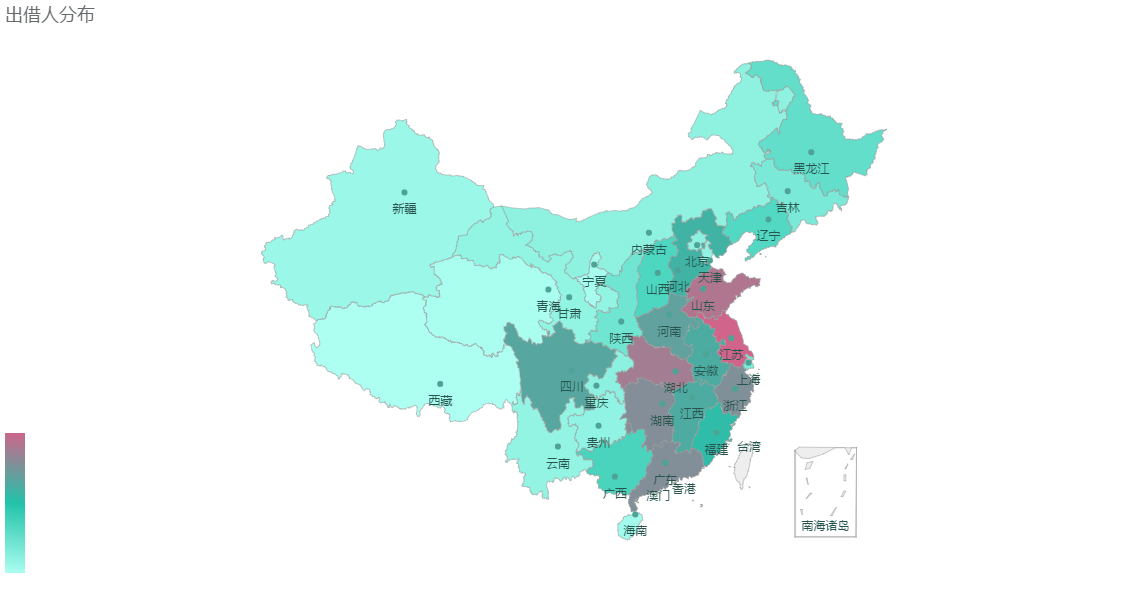 出借人分布
黑龙江
吉林
新疆
辽宁
内蒙古
北京
天津
宁夏
山西
河北
青海
山东
甘肃
河南
陕西
江苏
安徽
上海
四川
湖北
西藏
重庆
浙江
江西
湖南
贵州
台湾
福建
云南
广东
香港
广西
澳门
南海诸岛
海南